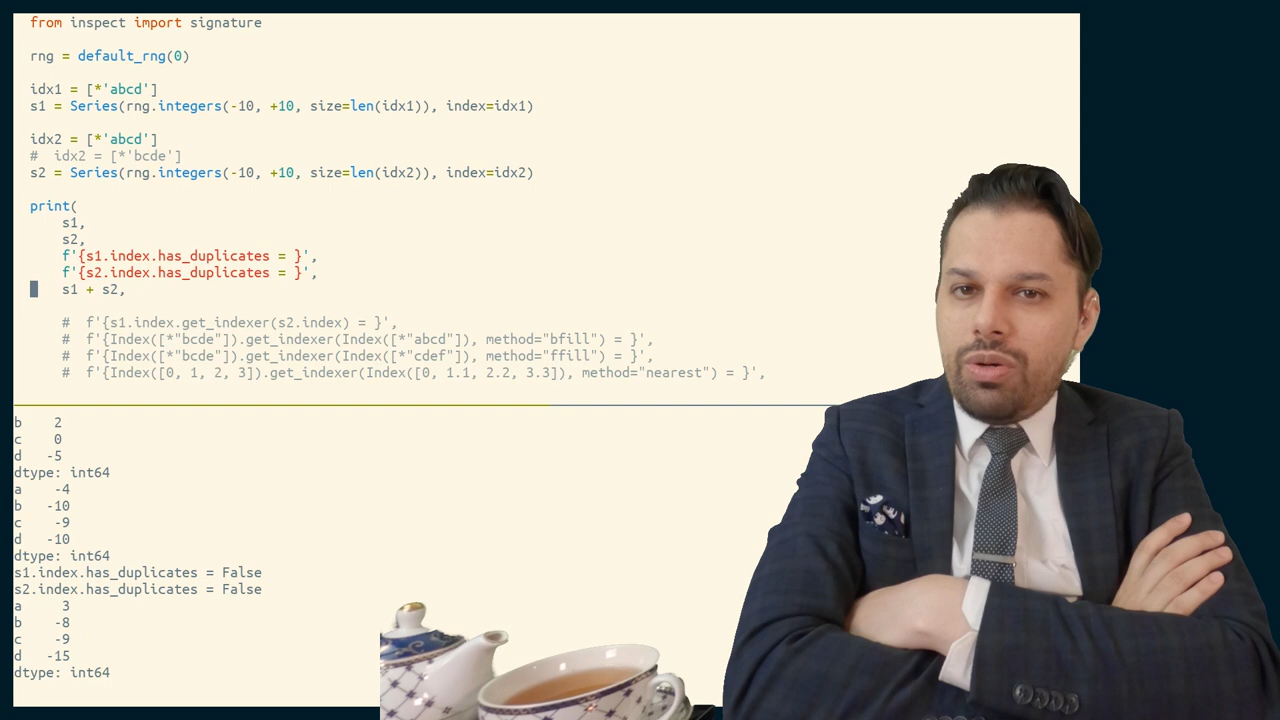 from inspect import signature
rng = default_rng(0)
idx1 = [*'abcd']
s1 = Series(rng.integers(-10, +10, size=len(idx1)), index=idx1)
idx2 = [*'abcd']
#  idx2 = [*'bcde']
s2 = Series(rng.integers(-10, +10, size=len(idx2)), index=idx2)
print(
    s1,
    s2,
    f'{s1.index.has_duplicates = }',
    f'{s2.index.has_duplicates = }',
    s1 + s2,
    #  f'{s1.index.get_indexer(s2.index) = }',
    #  f'{Index([*"bcde"]).get_indexer(Index([*"abcd"]), method="bfill") = }',
    #  f'{Index([*"bcde"]).get_indexer(Index([*"cdef"]), method="ffill") = }',
    #  f'{Index([0, 1, 2, 3]).get_indexer(Index([0, 1.1, 2.2, 3.3]), method="nearest") = }',
b    2
c    0
d   -5
dtype: int64
a    -4
b   -10
c    -9
d   -10
dtype: int64
s1.index.has_duplicates = False
s2.index.has_duplicates = False
a     3
b    -8
c    -9
d   -15
dtype: int64